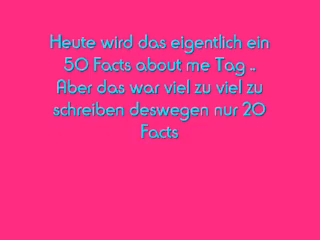 Heute wird das eigentlich ein
50 Facts about me Tag ..
Aber das war viel zu viel zu
schreiben deswegen nur 20
Facts